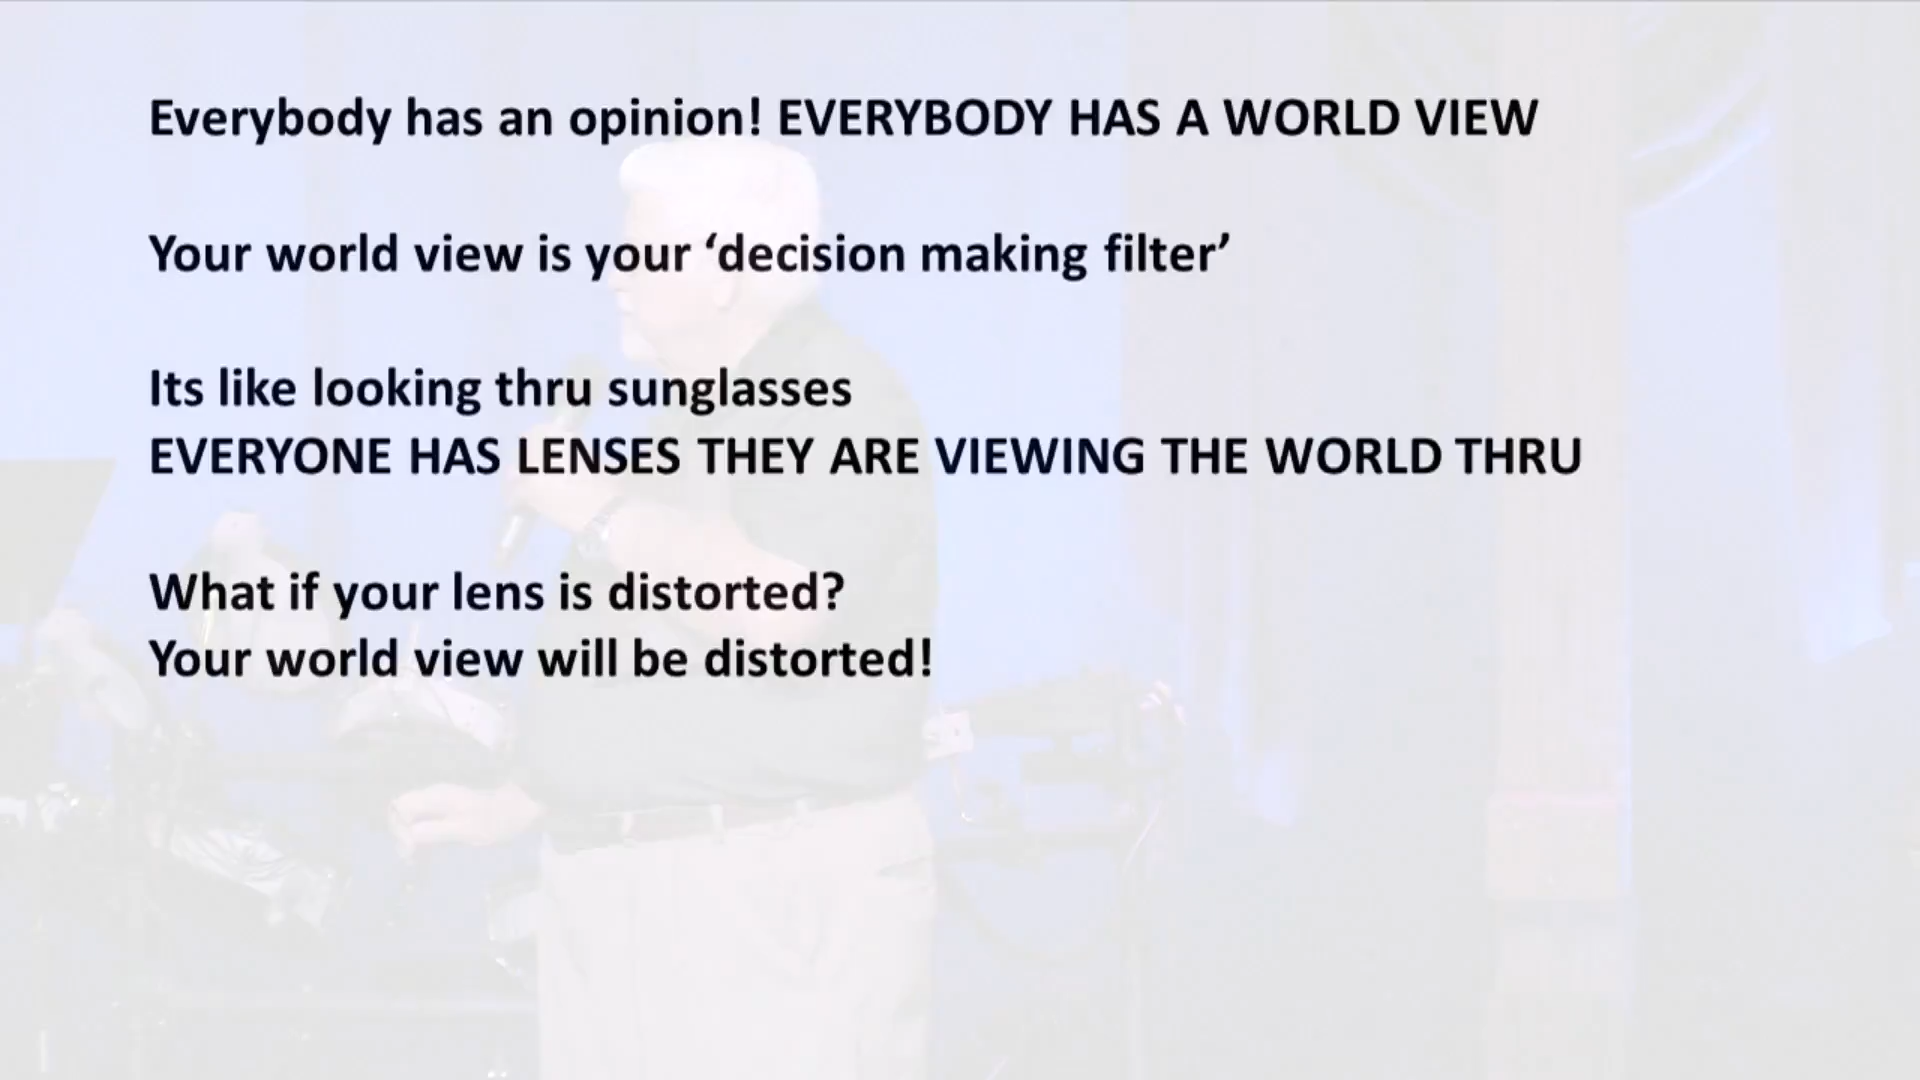 Everybody has an opinion! EVERYBODY HAS A WORLD VIEW
Your world view is your ‘decision making filter’
Its like looking thru sunglasses
EVERYONE HAS LENSES THEY ARE VIEWING THE WORLD THRU
What if your lens is distorted?
Your world view will be distorted!